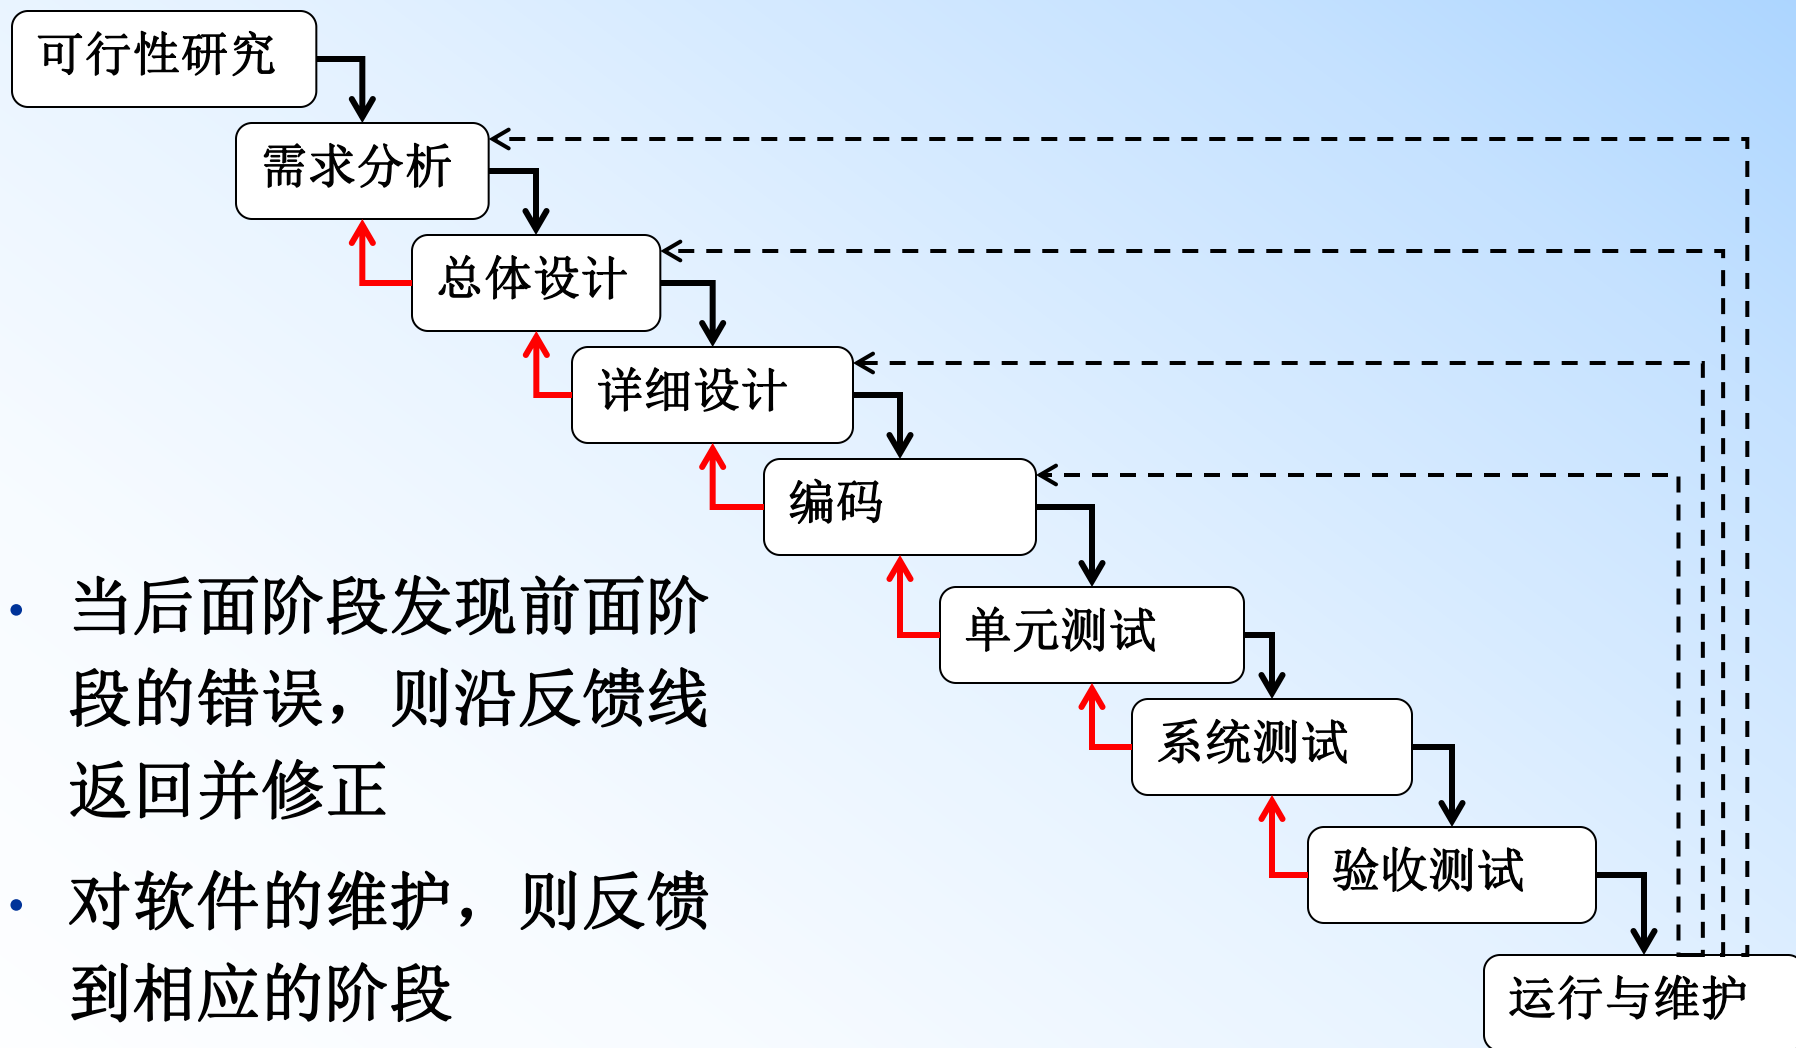 可行性研究
需求分析
总体设计
详细设计
编码
单元测试
系统测试
验收测试
运行与维护
• 当后面阶段发现前面阶
段的错误，则沿反馈线
返回并修正
• 对软件的维护，则反馈
到相应的阶段